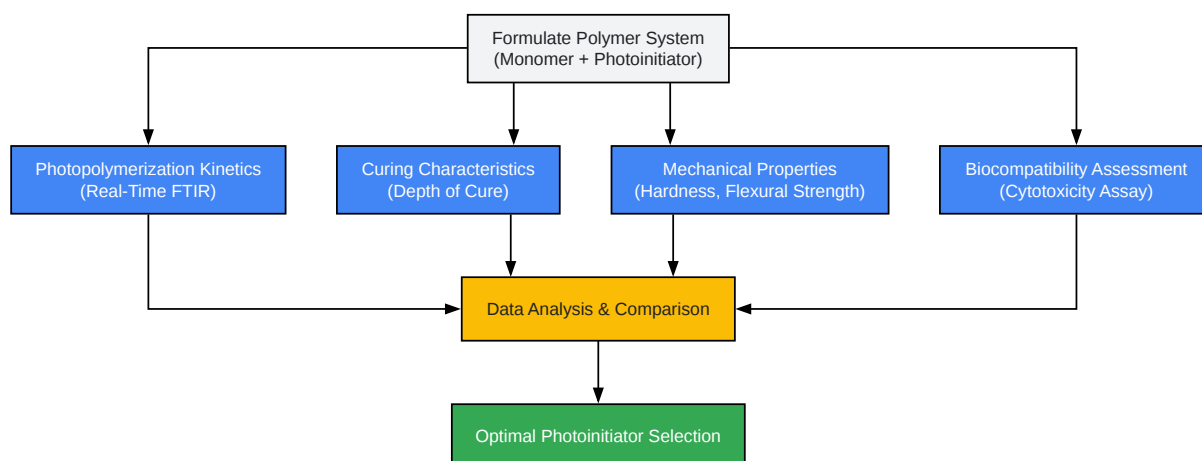 Formulate Polymer System
(Monomer + Photoinitiator)
Photopolymerization Kinetics
(Real-Time FTIR)
Curing Characteristics
(Depth of Cure)
Mechanical Properties
(Hardness, Flexural Strength)
Biocompatibility Assessment
(Cytotoxicity Assay)
Data Analysis & Comparison
Optimal Photoinitiator Selection